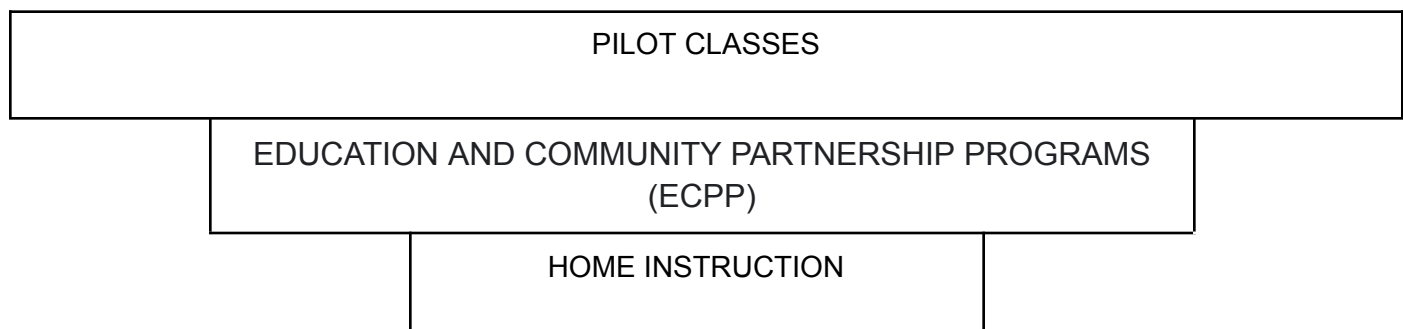 PILOT CLASSES
EDUCATION AND COMMUNITY PARTNERSHIP PROGRAMS
(ECPP)
HOME INSTRUCTION